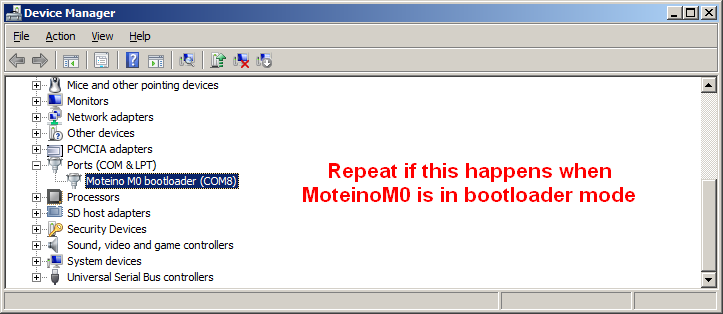 Device Manager
File Action View Help
Mice and other pointing devices
Monitors
Network adapters
Other devices
PCMCIA adapters
Ports (COM & LPT)
Moteino M0 bootloader (COM8)
Processors
SD host adapters
Security Devices
Sound, video and game controllers
System devices
Universal Serial Bus controllers
Repeat if this happens when
MoteinoM0 is in bootloader mode